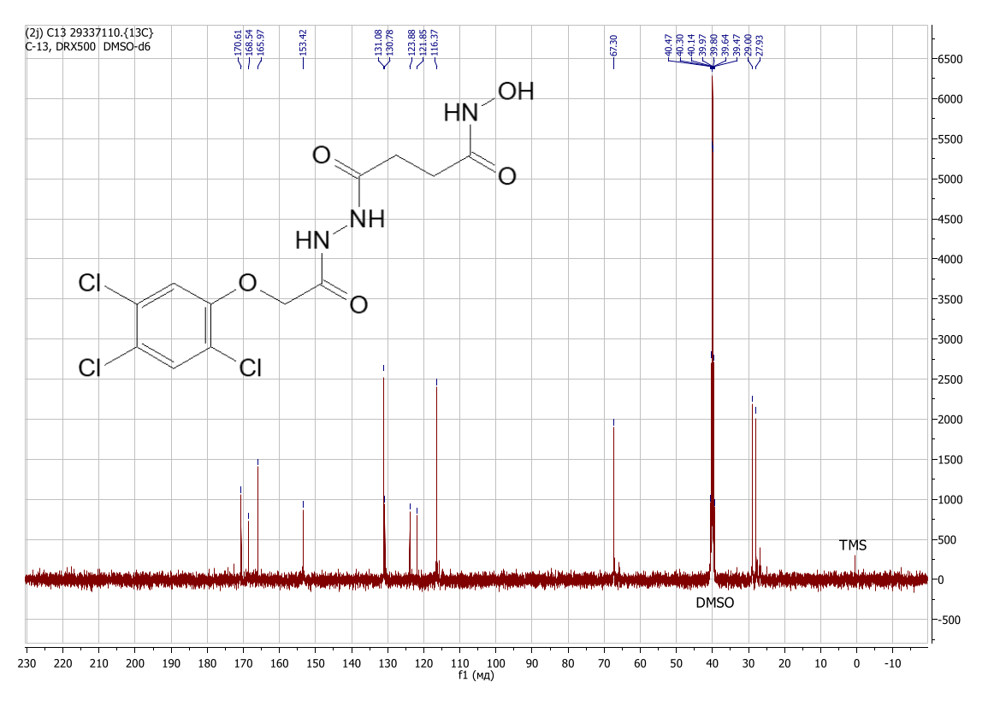 (2j) C13 29337110.{13C}
C-13, DRX500 DMSO-d6
170.61
168.54
165.97
153.42
131.08
130.78
123.88
121.85
116.37
67.30
40.47
40.30
40.14
39.97
39.80
39.64
39.47
29.00
27.93
OH
HN
O
O
NH
HN
Cl
O
O
Cl
Cl
6500
6000
5500
5000
4500
4000
3500
3000
2500
2000
1500
1000
500
0
-500
TMS
DMSO
230 220 210 200 190 180 170 160 150 140 130 120 110 100 90 80 70 60 50 40 30 20 10 0 -10
f1 (мд)